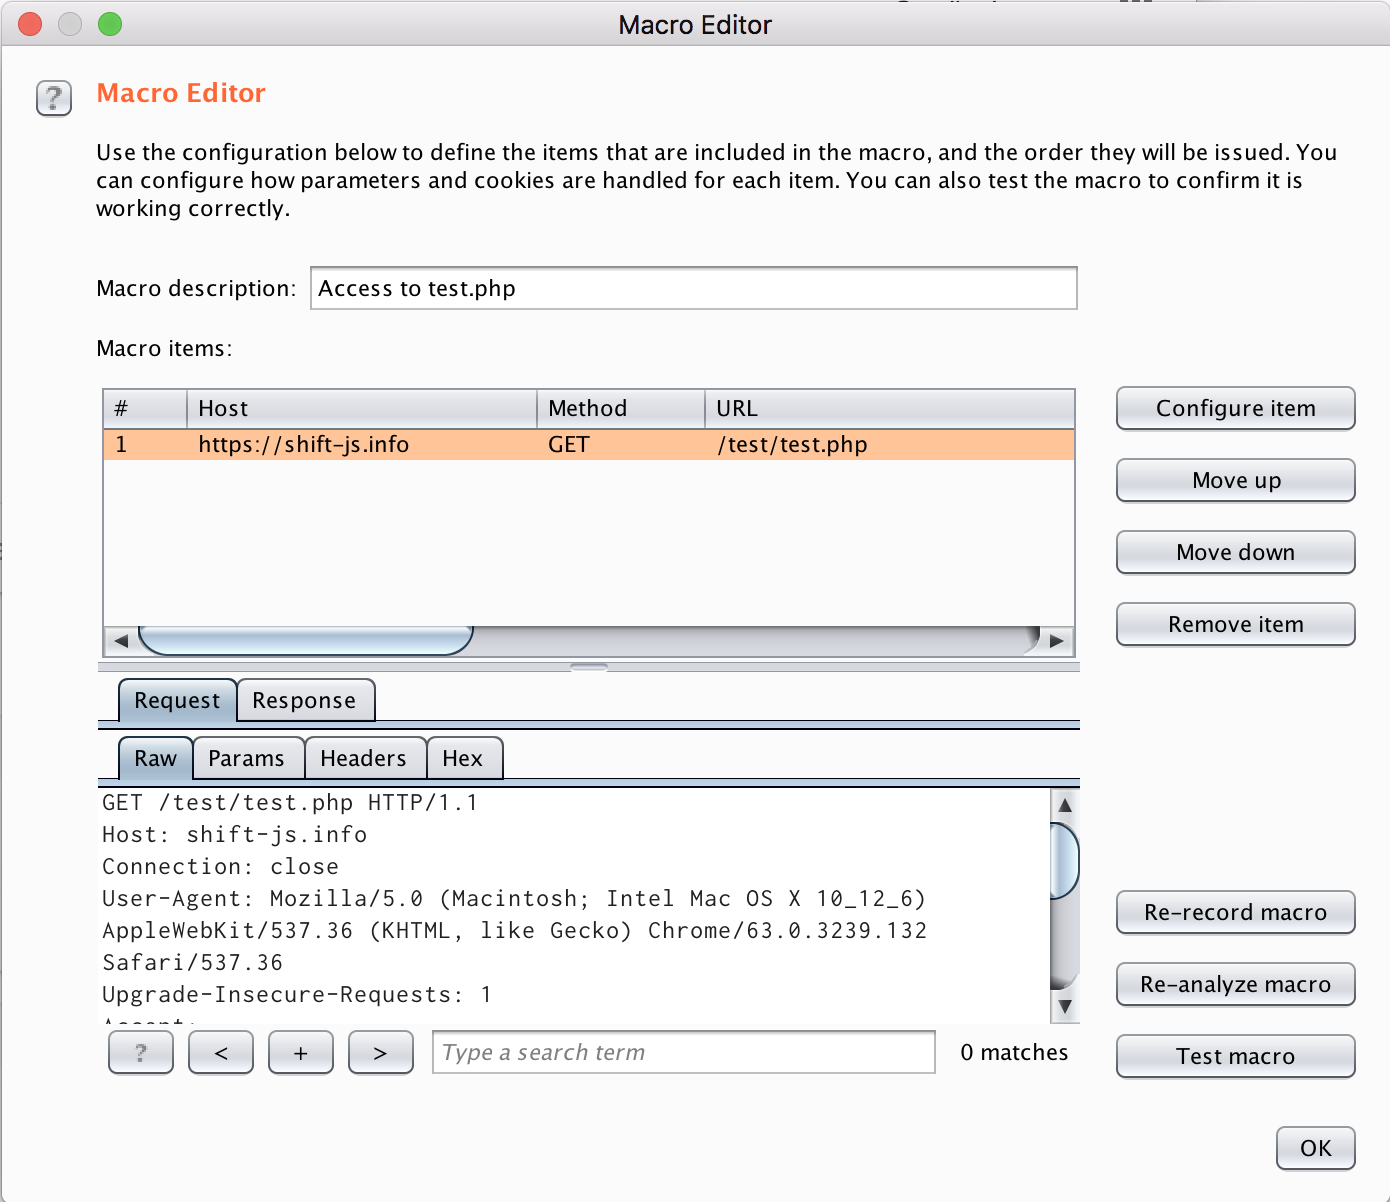 Macro Editor
?
Macro Editor
Use the configuration below to define the items that are included in the macro, and the order they will be issued. You
can configure how parameters and cookies are handled for each item. You can also test the macro to confirm it is
working correctly.
Macro description: Access to test.php
Macro items:
# Host Method URL
1 https://shift-js.info GET /test/test.php
Configure item
Move up
Move down
Remove item
Request Response
Raw Params Headers Hex
GET /test/test.php HTTP/1.1
Host: shift-js.info
Connection: close
User-Agent: Mozilla/5.0 (Macintosh; Intel Mac OS X 10_12_6)
AppleWebKit/537.36 (KHTML, like Gecko) Chrome/63.0.3239.132
Safari/537.36
Upgrade-Insecure-Requests: 1
Re-record macro
Re-analyze macro
Test macro
? < + > Type a search term 0 matches
OK